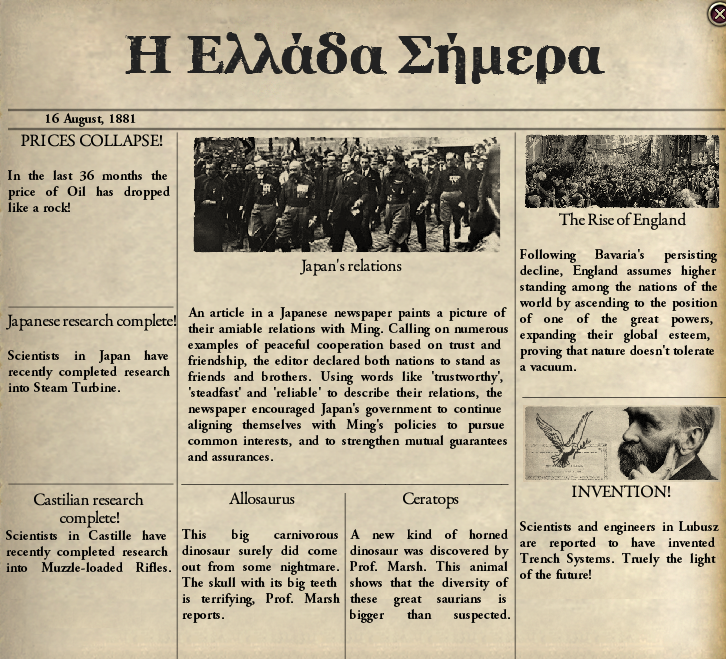 Η Ελλάδα Σήμερα
16 August, 1881
PRICES COLLAPSE!
In the last 36 months the
price of Oil has dropped
like a rock!
Japanese research complete!
Scientists in Japan have
recently completed research
into Steam Turbine.
Castilian research
complete!
Scientists in Castille have
recently completed research
into Muzzle-loaded Rifles.
Japan's relations
An article in a Japanese newspaper paints a picture of
their amiable relations with Ming. Calling on numerous
examples of peaceful cooperation based on trust and
friendship, the editor declared both nations to stand as
friends and brothers. Using words like 'trustworthy',
'steadfast' and 'reliable' to describe their relations, the
newspaper encouraged Japan's government to continue
aligning themselves with Ming's policies to pursue
common interests, and to strengthen mutual guarantees
and assurances.
Allosaurus
This big carnivorous
dinosaur surely did come
out from some nightmare.
The skull with its big teeth
is terrifying, Prof. Marsh
reports.
Ceratops
A new kind of horned
dinosaur was discovered by
Prof. Marsh. This animal
shows that the diversity of
these great saurians is
bigger than suspected.
The Rise of England
Following Bavaria's persisting
decline, England assumes higher
standing among the nations of the
world by ascending to the position
of one of the great powers,
expanding their global esteem,
proving that nature doesn't tolerate
a vacuum.
INVENTION!
Scientists and engineers in Lubusz
are reported to have invented
Trench Systems. Truely the light
of the future!